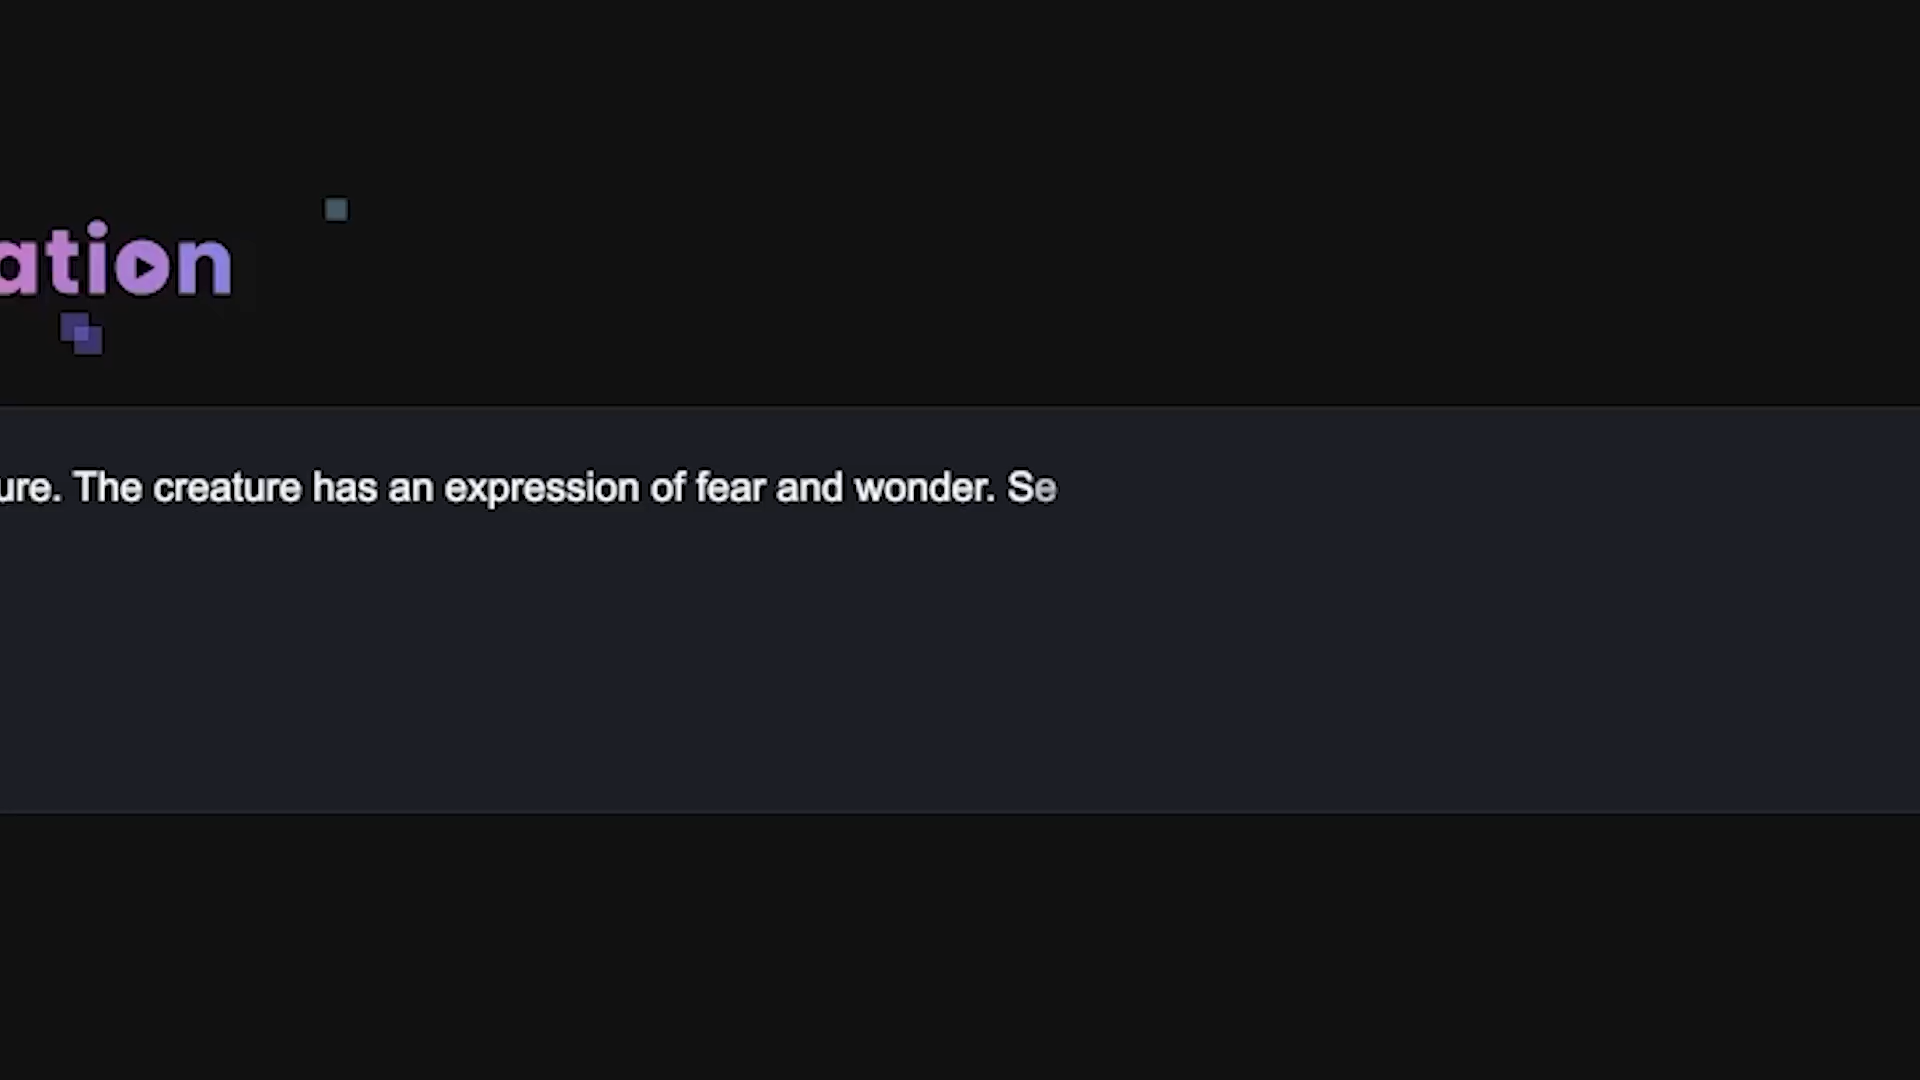 ation
ure. The creature has an expression of fear and wonder. Se